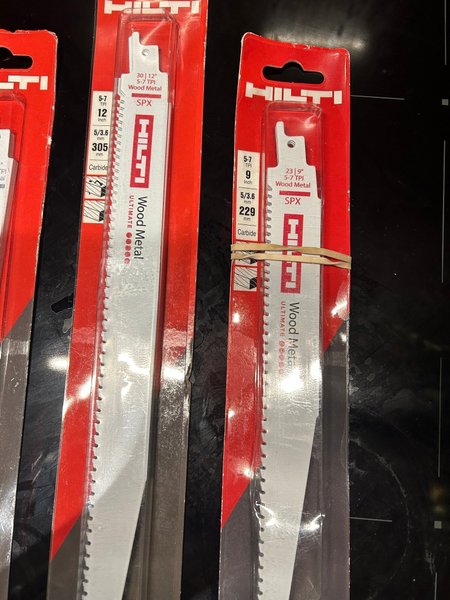 HILTI
HILTI
30 | 12"
5-7 TPI
Wood Metal
SPX
5-7
12
Inch
5/3.6
mm
305
mm
Carbide
HILTI
Wood Metal
ULTIMATE
HILTI
23 | 9"
5-7 TPI
Wood Metal
SPX
5-7
9
Inch
5/3.6
mm
229
mm
Carbide
HILTI
Wood Metal
ULTIMATE